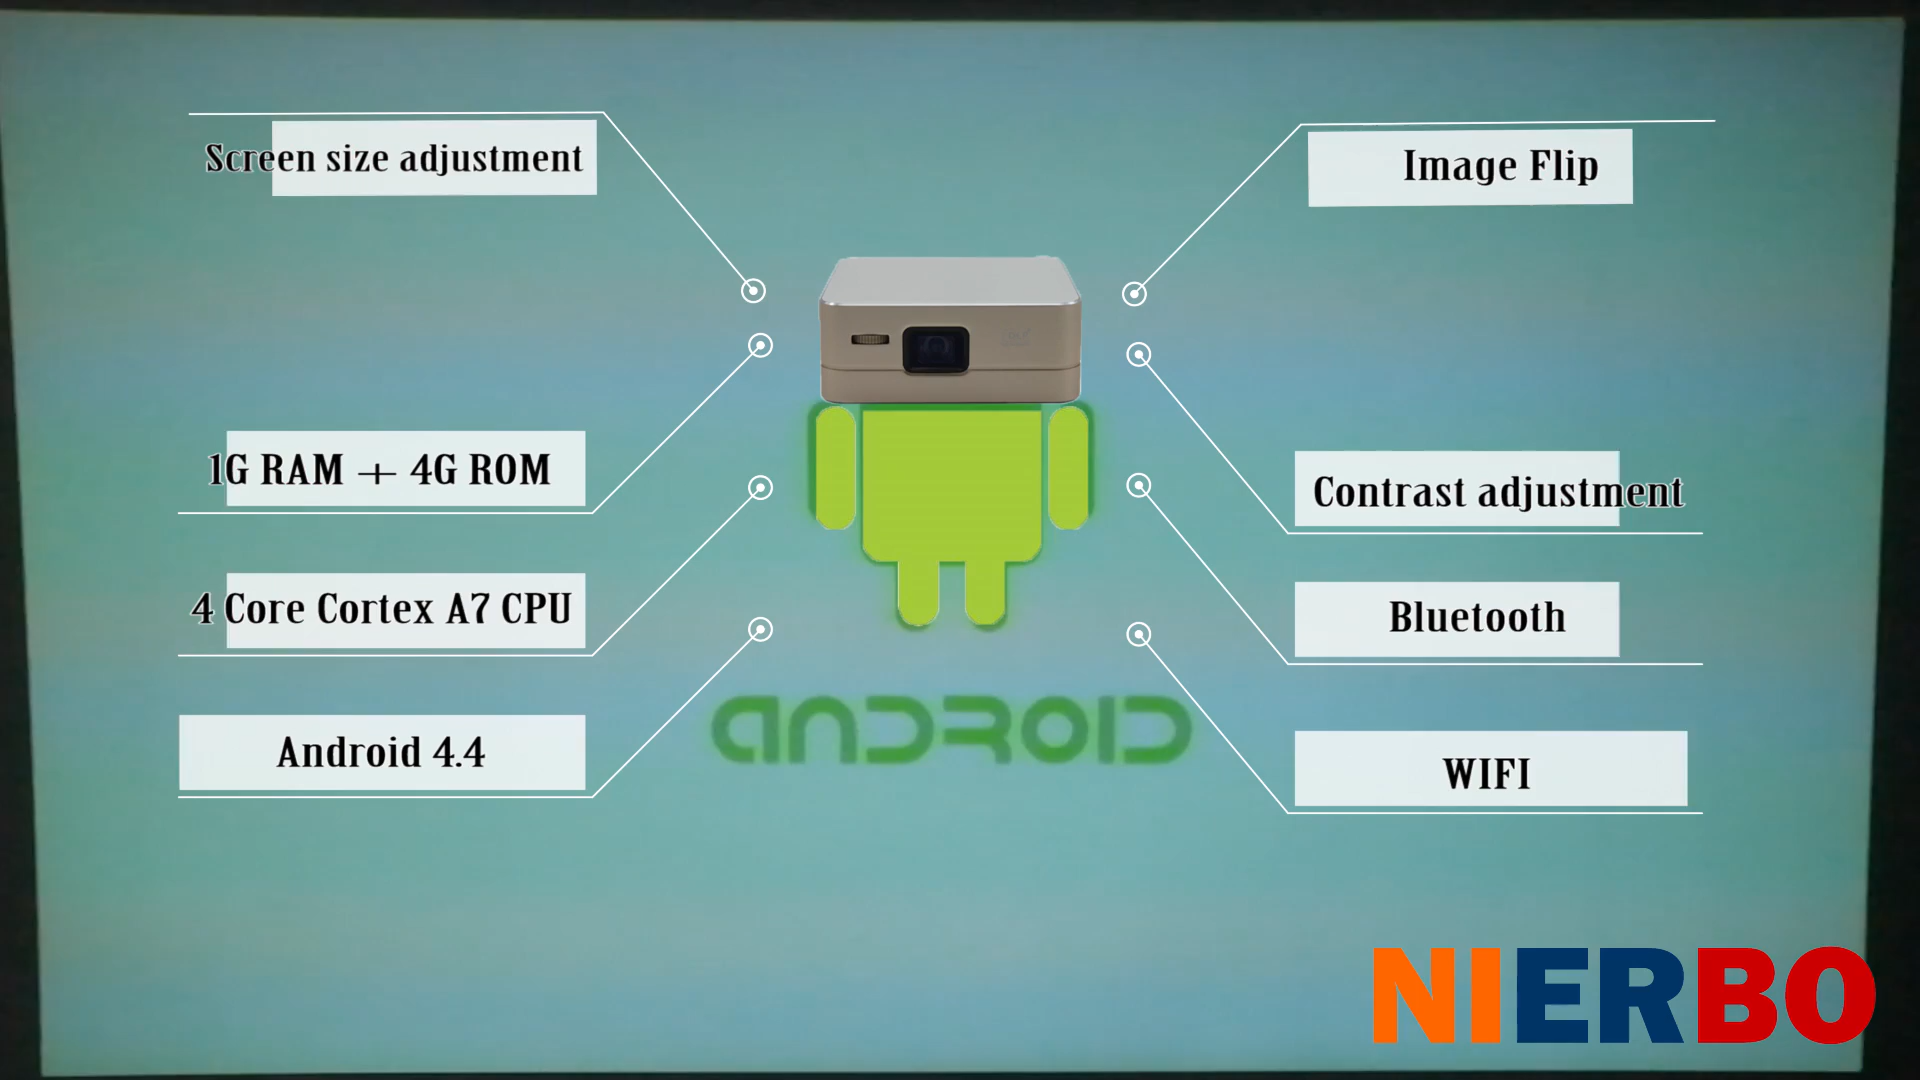 Screen size adjustment
Image Flip
1G RAM + 4G ROM
Contrast adjustment
4 Core Cortex A7 CPU
Bluetooth
Android 4.4
WIFI
ANDROID
NIERBO